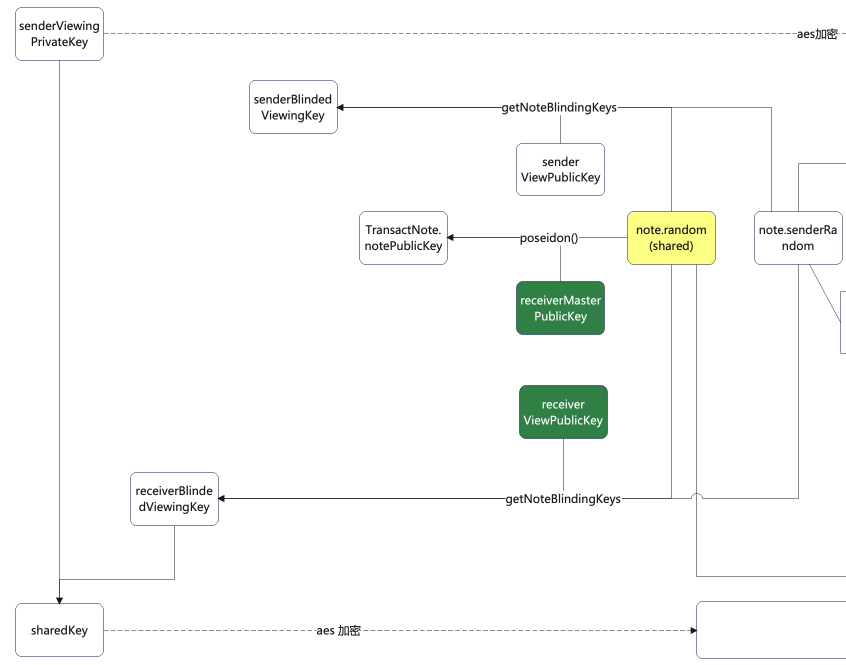 senderViewing
PrivateKey
aes加密
senderBlinded
ViewingKey
getNoteBlindingKeys
sender
ViewPublicKey
TransactNote.
notePublicKey
poseidon()
note.random
(shared)
note.senderRa
ndom
receiverMaster
PublicKey
receiver
ViewPublicKey
receiverBlinde
dViewingKey
getNoteBlindingKeys
sharedKey
aes 加密